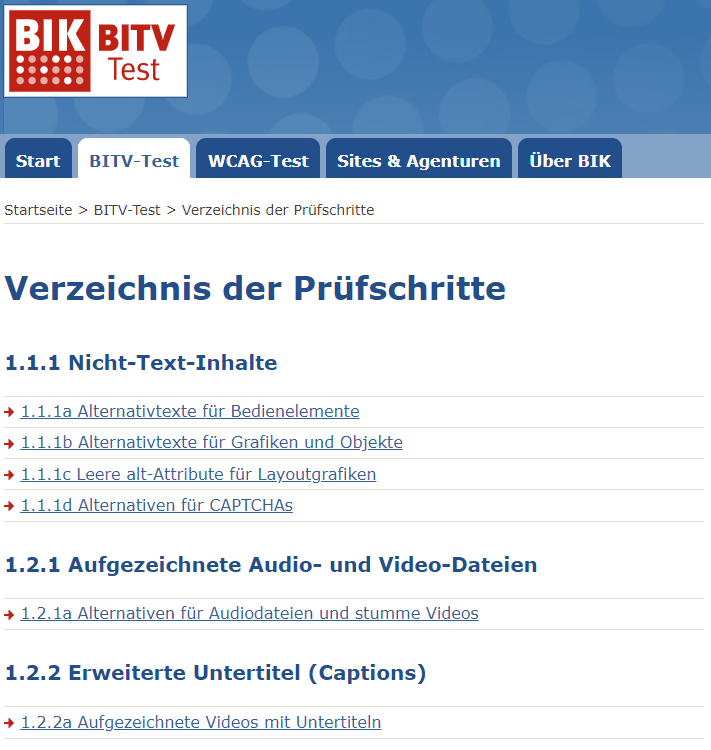 BIK BITV
Test
Start BITV-Test WCAG-Test Sites & Agenturen Über BIK
Startseite > BITV-Test > Verzeichnis der Prüfschritte
Verzeichnis der Prüfschritte
1.1.1 Nicht-Text-Inhalte
1.1.1a Alternativtexte für Bedienelemente
1.1.1b Alternativtexte für Grafiken und Objekte
1.1.1c Leere alt-Attribute für Layoutgrafiken
1.1.1d Alternativen für CAPTCHAs
1.2.1 Aufgezeichnete Audio- und Video-Dateien
1.2.1a Alternativen für Audiodateien und stumme Videos
1.2.2 Erweiterte Untertitel (Captions)
1.2.2a Aufgezeichnete Videos mit Untertiteln